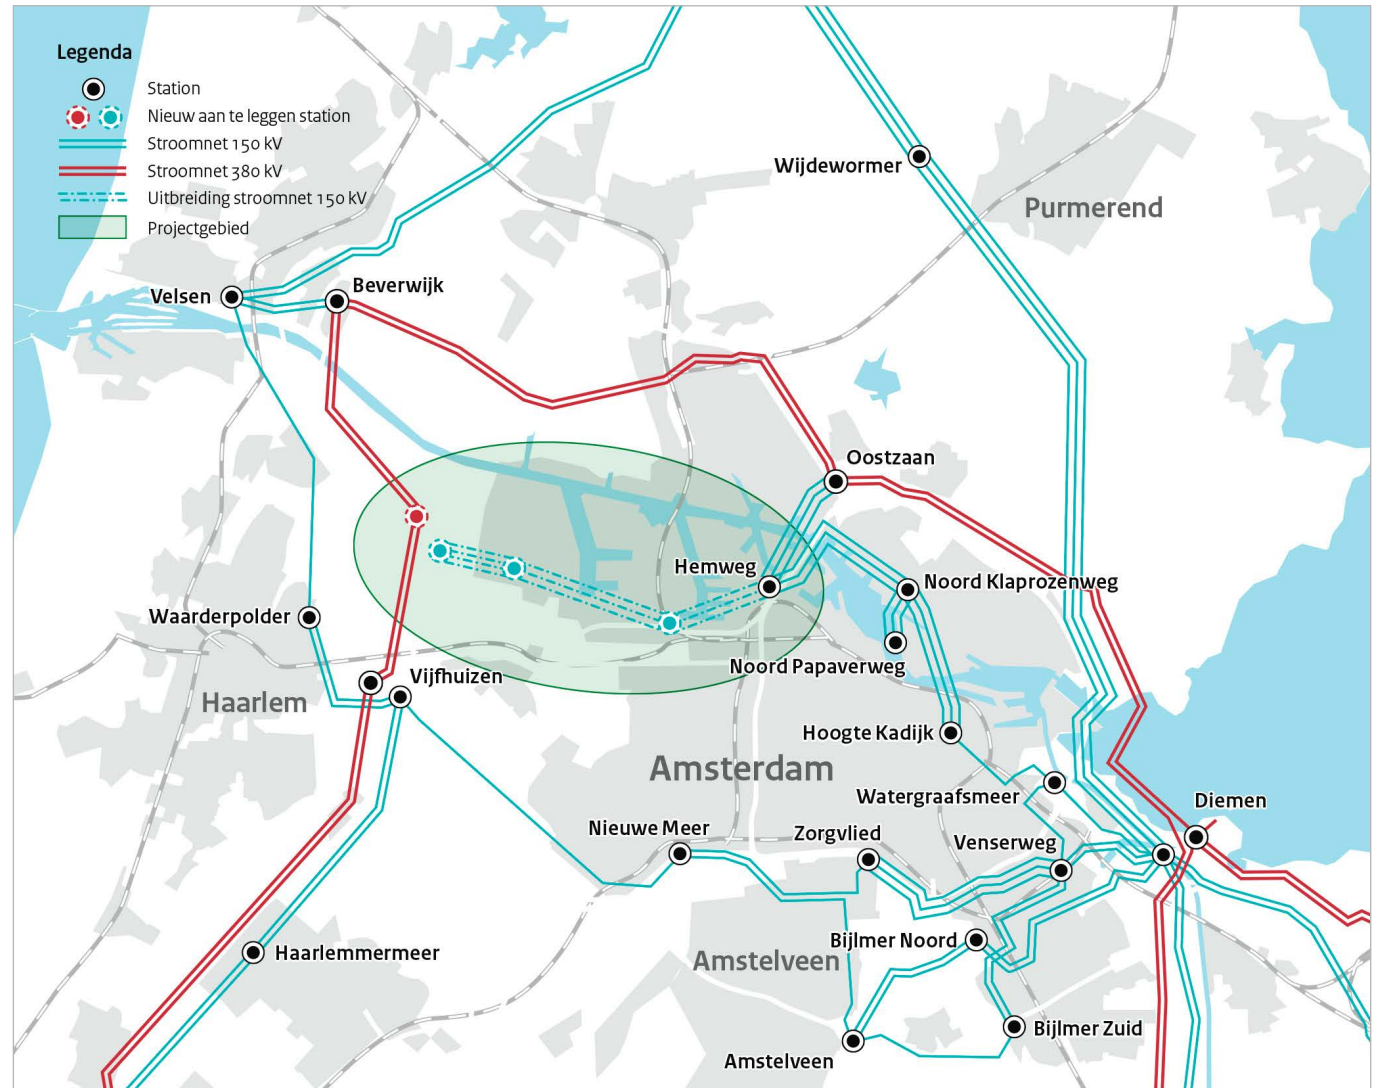 Legenda
Station
Nieuw aan te leggen station
Stroomnet 150 kV
Stroomnet 380 kV
Uitbreiding stroomnet 150 kV
Projectgebied
Wijdewormer
Purmerend
Velsen
Beverwijk
Oostzaan
Hemweg
Noord Klaprozenweg
Waarderpolder
Noord Papaverweg
Vijfhuizen
Haarlem
Hoogte Kadijk
Amsterdam
Watergraafsmeer
Diemen
Nieuwe Meer
Zorgvlied
Venserweg
Bijlmer Noord
Haarlemmermeer
Amstelveen
Bijlmer Zuid
Amstelveen